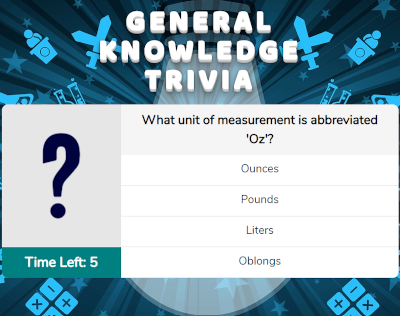 GENERAL
KNOWLEDGE
TRIVIA
What unit of measurement is abbreviated
'Oz'?
?
Ounces
Pounds
Liters
Oblongs
Time Left: 5